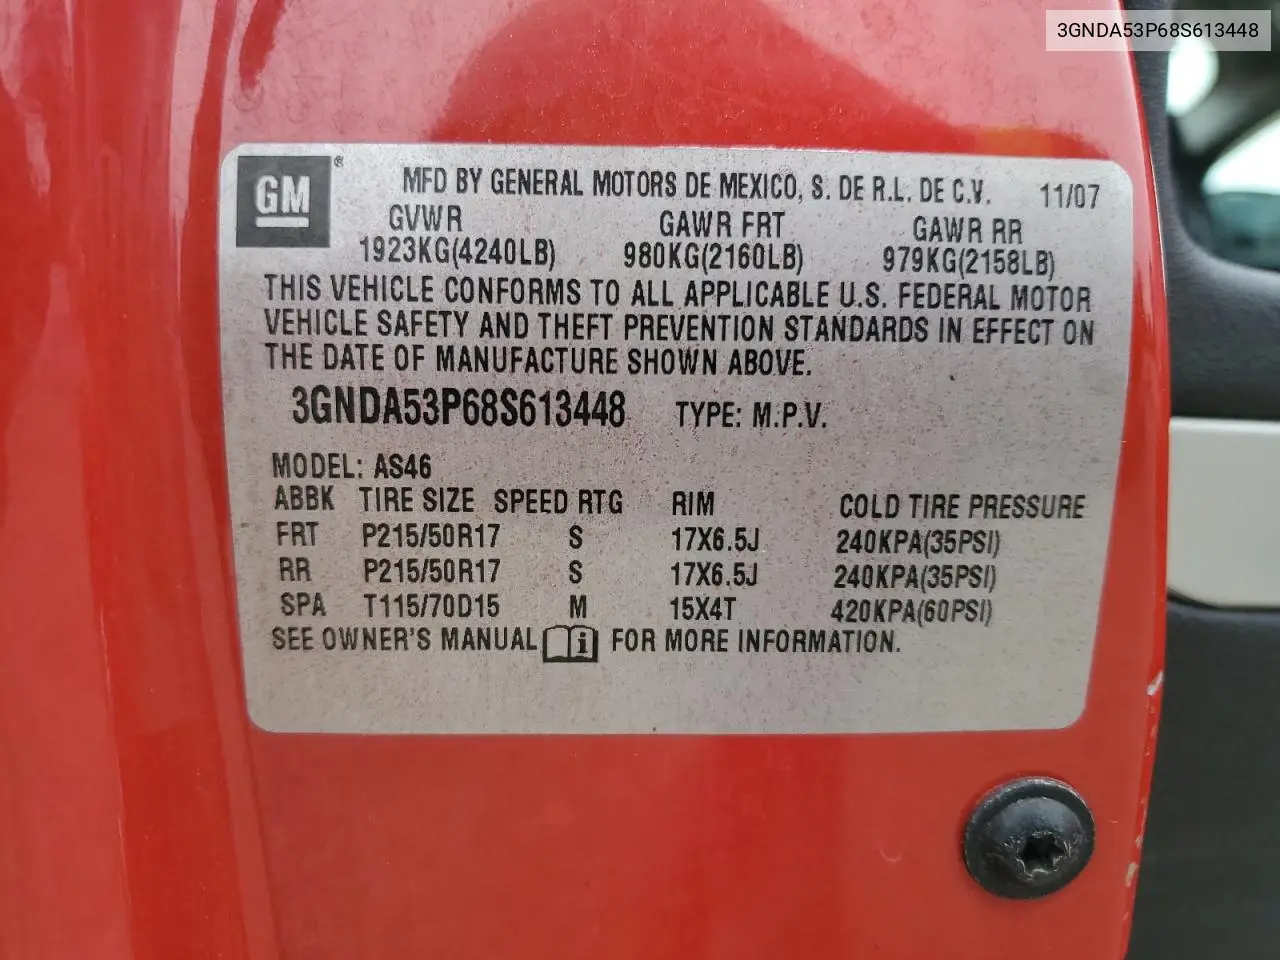 3GNDA53P68S613448
GM ® MFD BY GENERAL MOTORS DE MEXICO, S. DE R.L. DE C.V. 11/07
GVWR GAWR FRT GAWR RR
1923KG(4240LB) 980KG(2160LB) 979KG(2158LB)
THIS VEHICLE CONFORMS TO ALL APPLICABLE U.S. FEDERAL MOTOR
VEHICLE SAFETY AND THEFT PREVENTION STANDARDS IN EFFECT ON
THE DATE OF MANUFACTURE SHOWN ABOVE.
3GNDA53P68S613448 TYPE: M.P.V.
MODEL: AS46
ABBK TIRE SIZE SPEED RTG RIM COLD TIRE PRESSURE
FRT P215/50R17 S 17X6.5J 240KPA(35PSI)
RR P215/50R17 S 17X6.5J 240KPA(35PSI)
SPA T115/70D15 M 15X4T 420KPA(60PSI)
SEE OWNER'S MANUAL i FOR MORE INFORMATION.